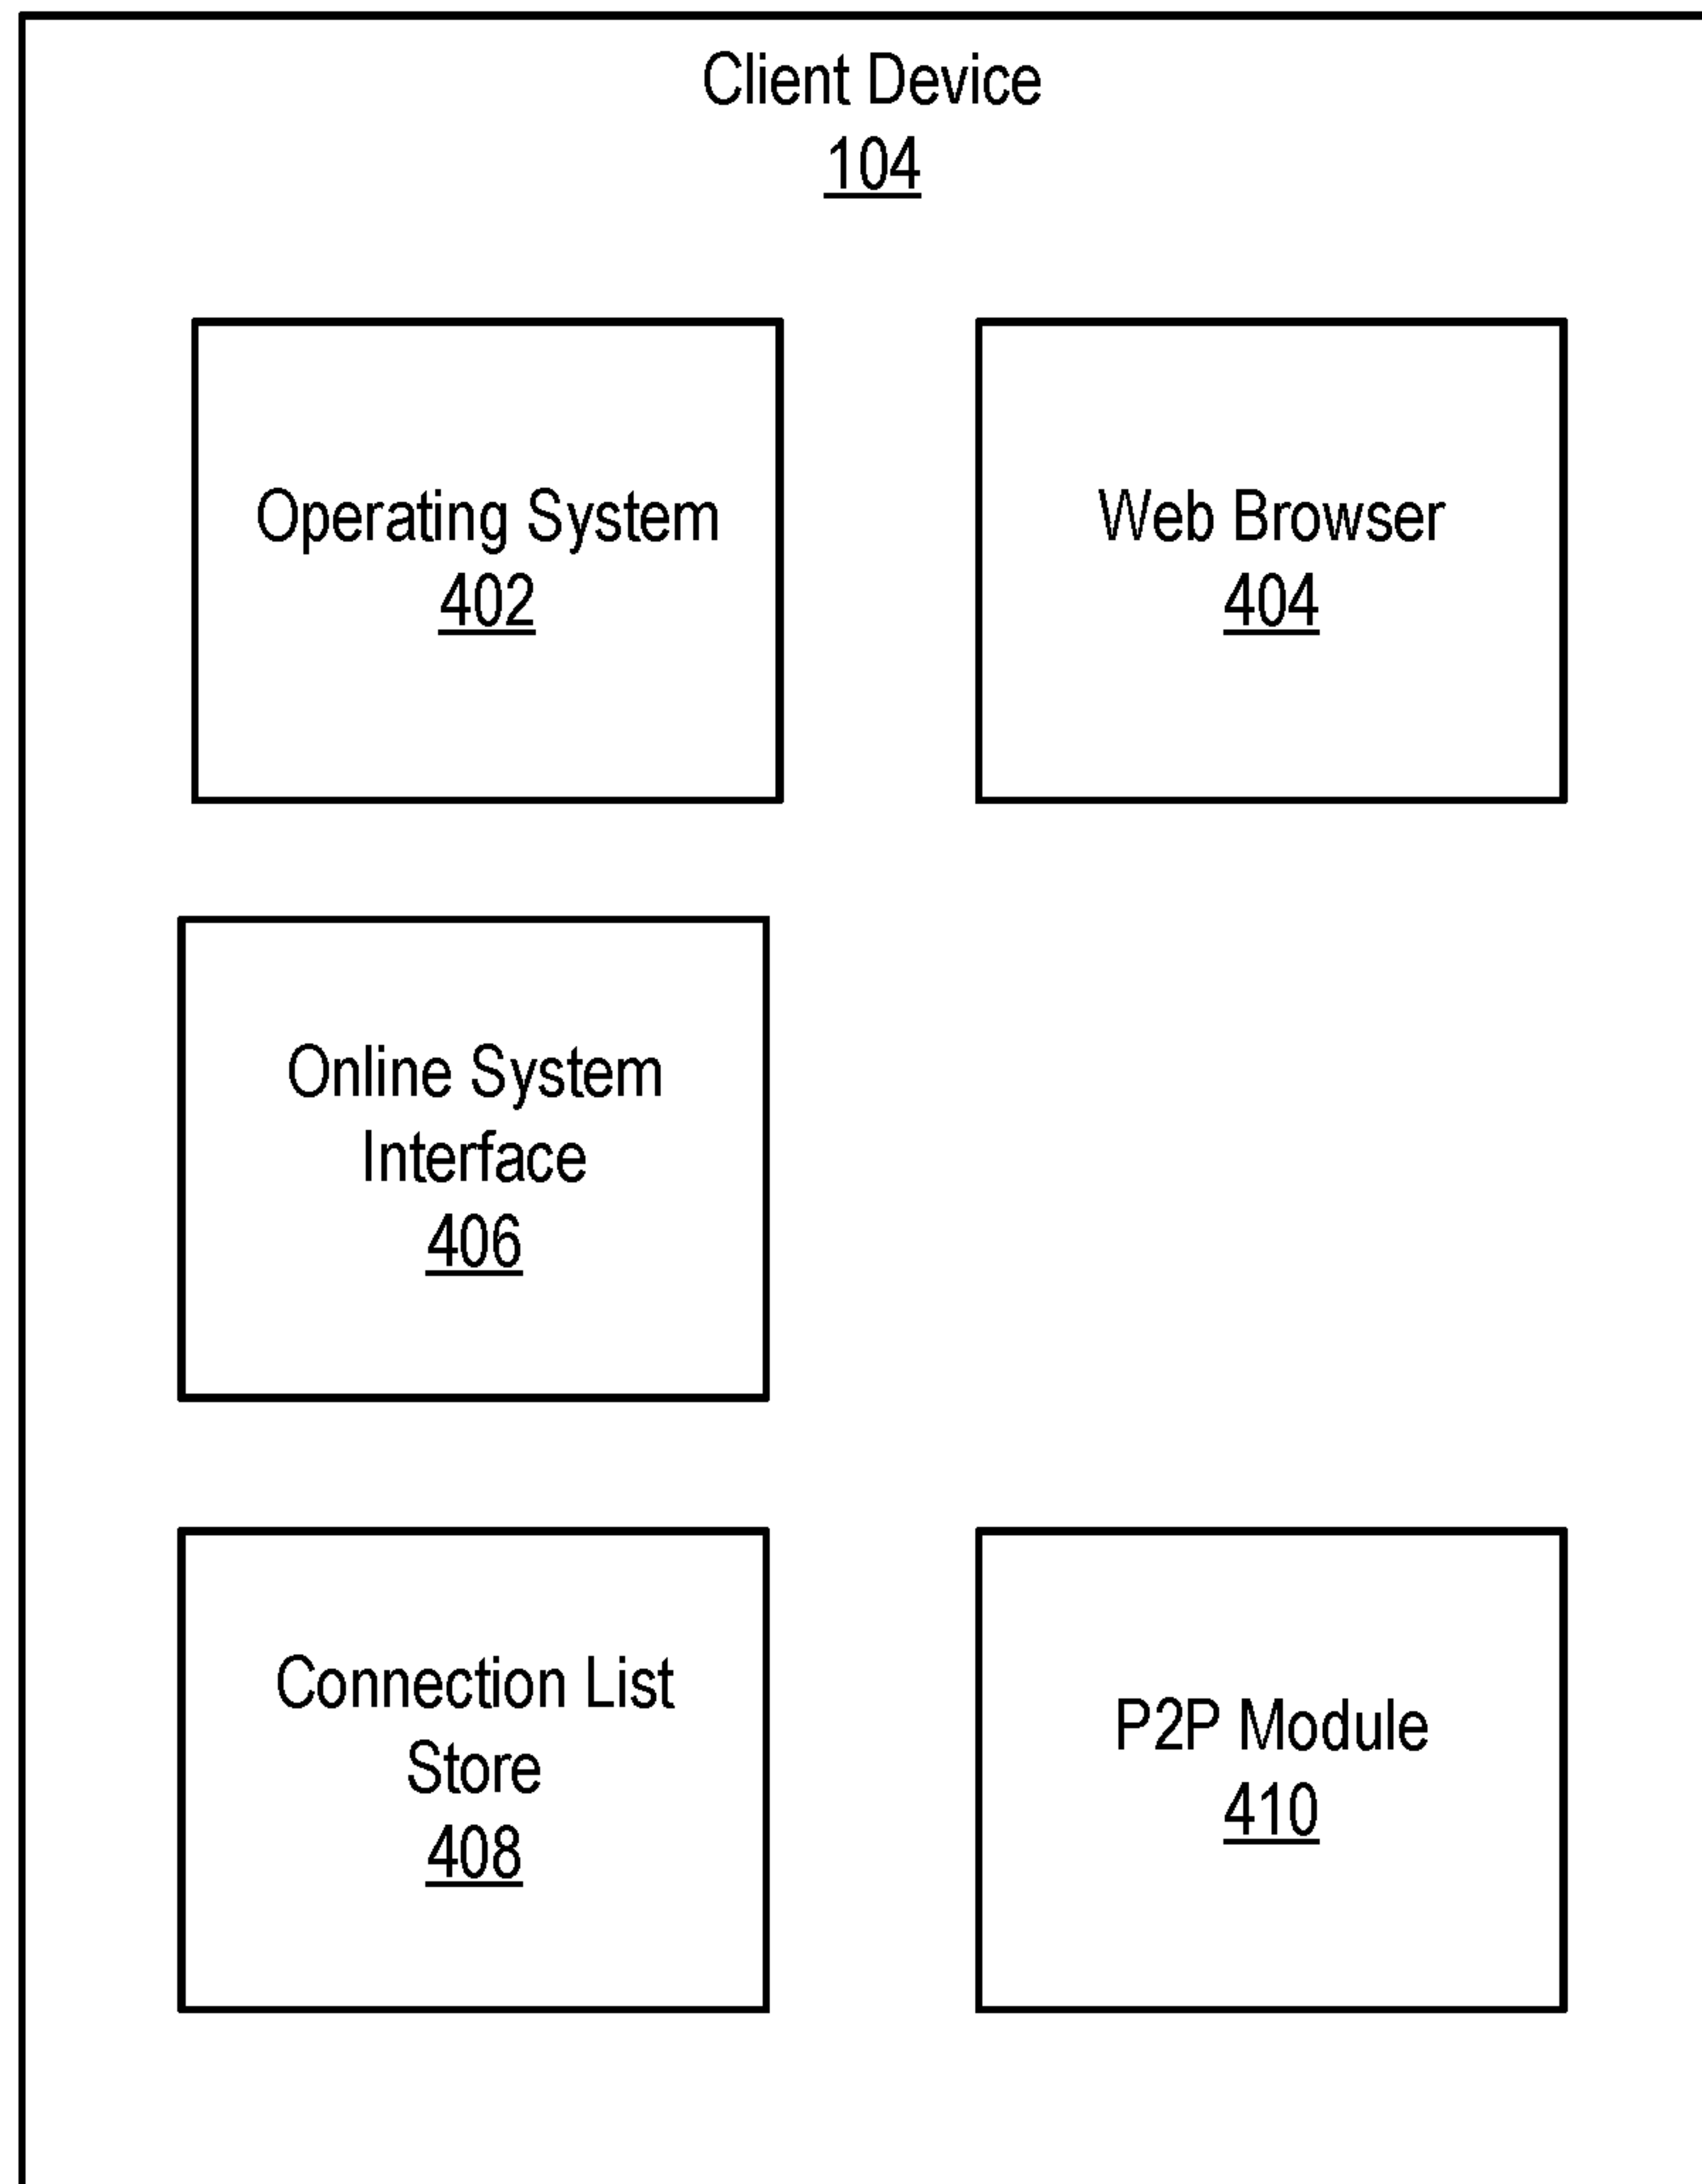 Client Device
104
Operating System
402
Web Browser
404
Online System
Interface
406
Connection List
Store
408
P2P Module
410